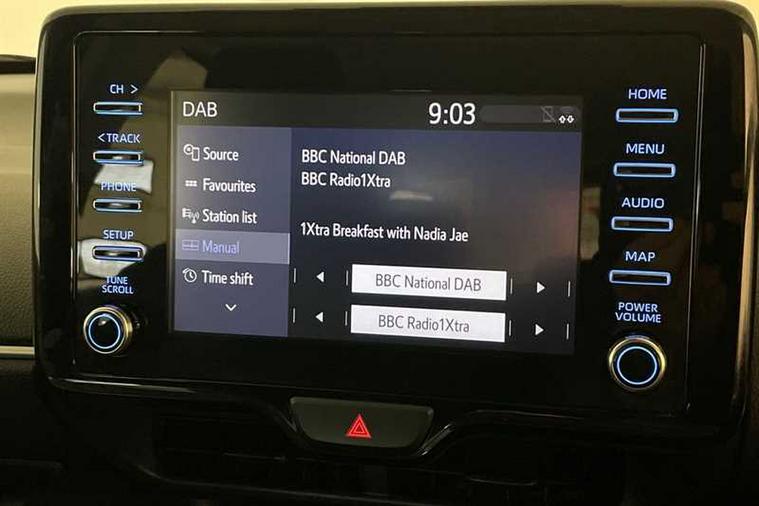 CH >
< TRACK
PHONE
SETUP
TUNE
SCROLL
DAB
9:03
Source
Favourites
Station list
Manual
Time shift
BBC National DAB
BBC Radio1Xtra
1Xtra Breakfast with Nadia Jae
BBC National DAB
BBC Radio1Xtra
HOME
MENU
AUDIO
MAP
POWER
VOLUME